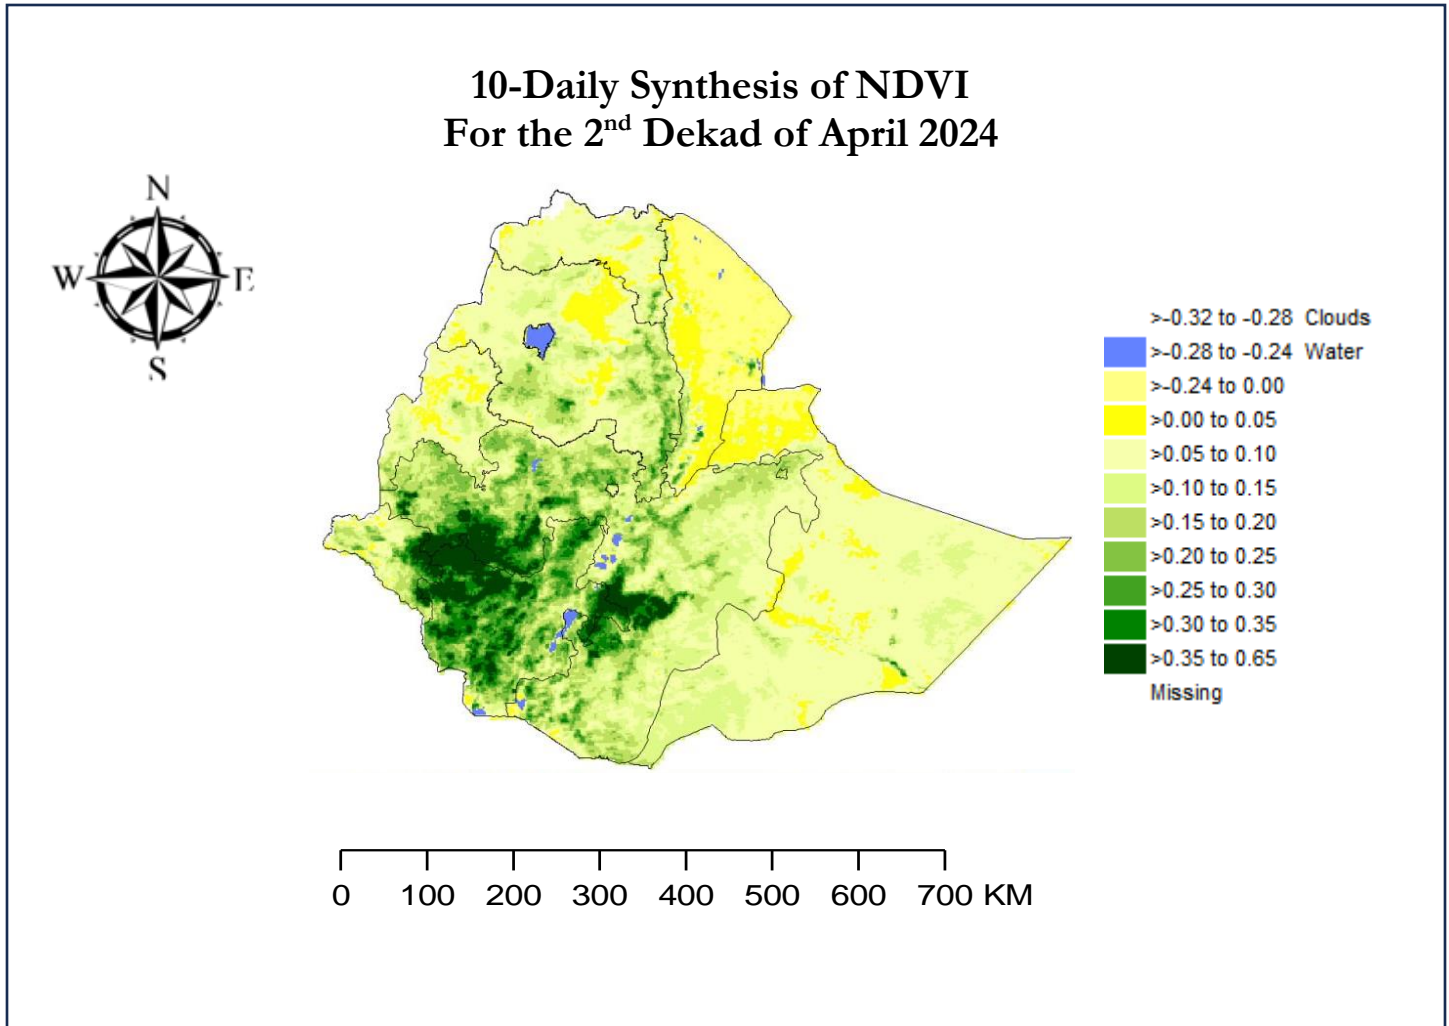 10-Daily Synthesis of NDVI
For the 2nd Dekad of April 2024
N
W E
S
>-0.32 to -0.28 Clouds
>-0.28 to -0.24 Water
>-0.24 to 0.00
>0.00 to 0.05
>0.05 to 0.10
>0.10 to 0.15
>0.15 to 0.20
>0.20 to 0.25
>0.25 to 0.30
>0.30 to 0.35
>0.35 to 0.65
Missing
0 100 200 300 400 500 600 700 KM